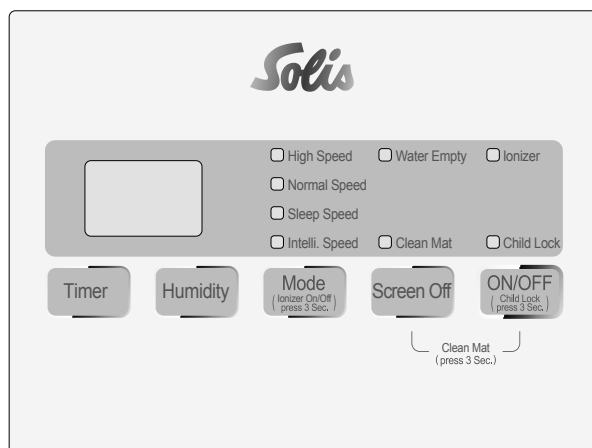 Solis
High Speed
Water Empty
Ionizer
Normal Speed
Sleep Speed
Intelli. Speed
Clean Mat
Child Lock
Timer
Humidity
Mode
( Ionizer On/Off
press 3 Sec. )
Screen Off
ON/OFF
( Child Lock
press 3 Sec. )
Clean Mat
(press 3 Sec.)